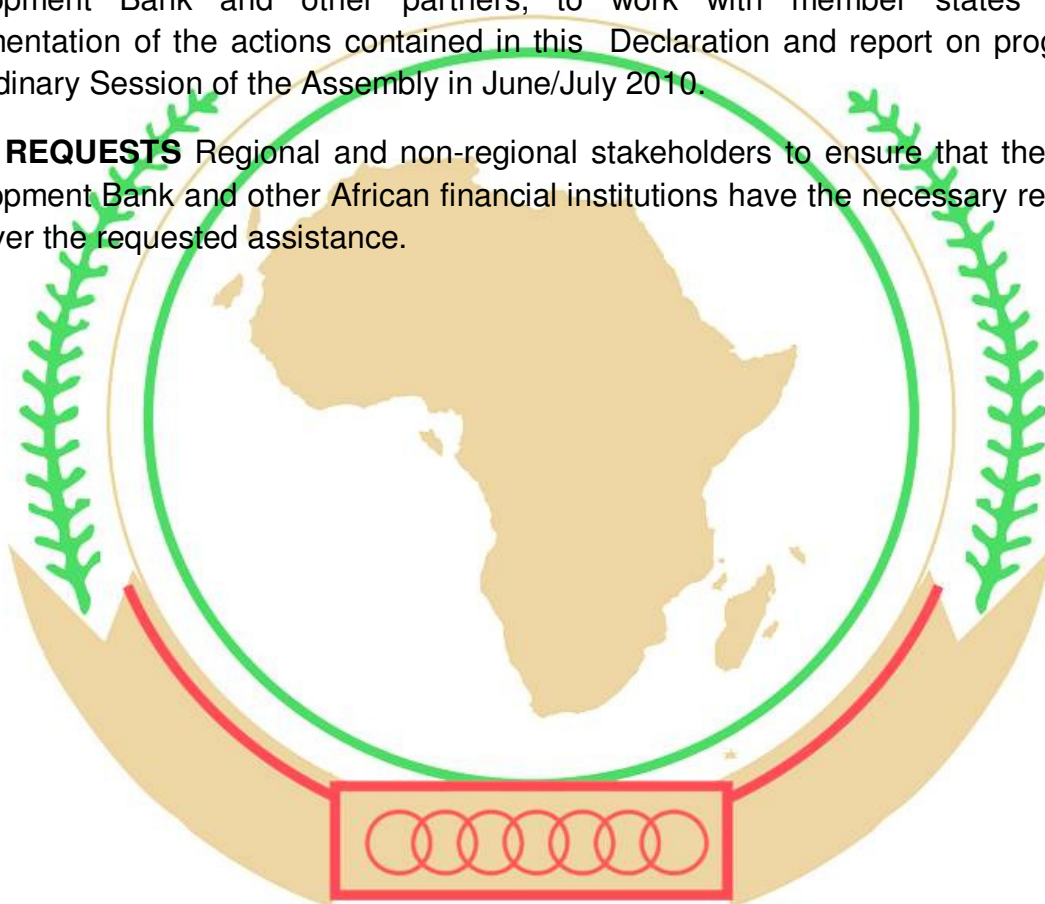 opment Bank and other partners, to work with member states
mentation of the actions contained in this Declaration and report on prog
dinary Session of the Assembly in June/July 2010.
REQUESTS Regional and non-regional stakeholders to ensure that the
opment Bank and other African financial institutions have the necessary re
ver the requested assistance.